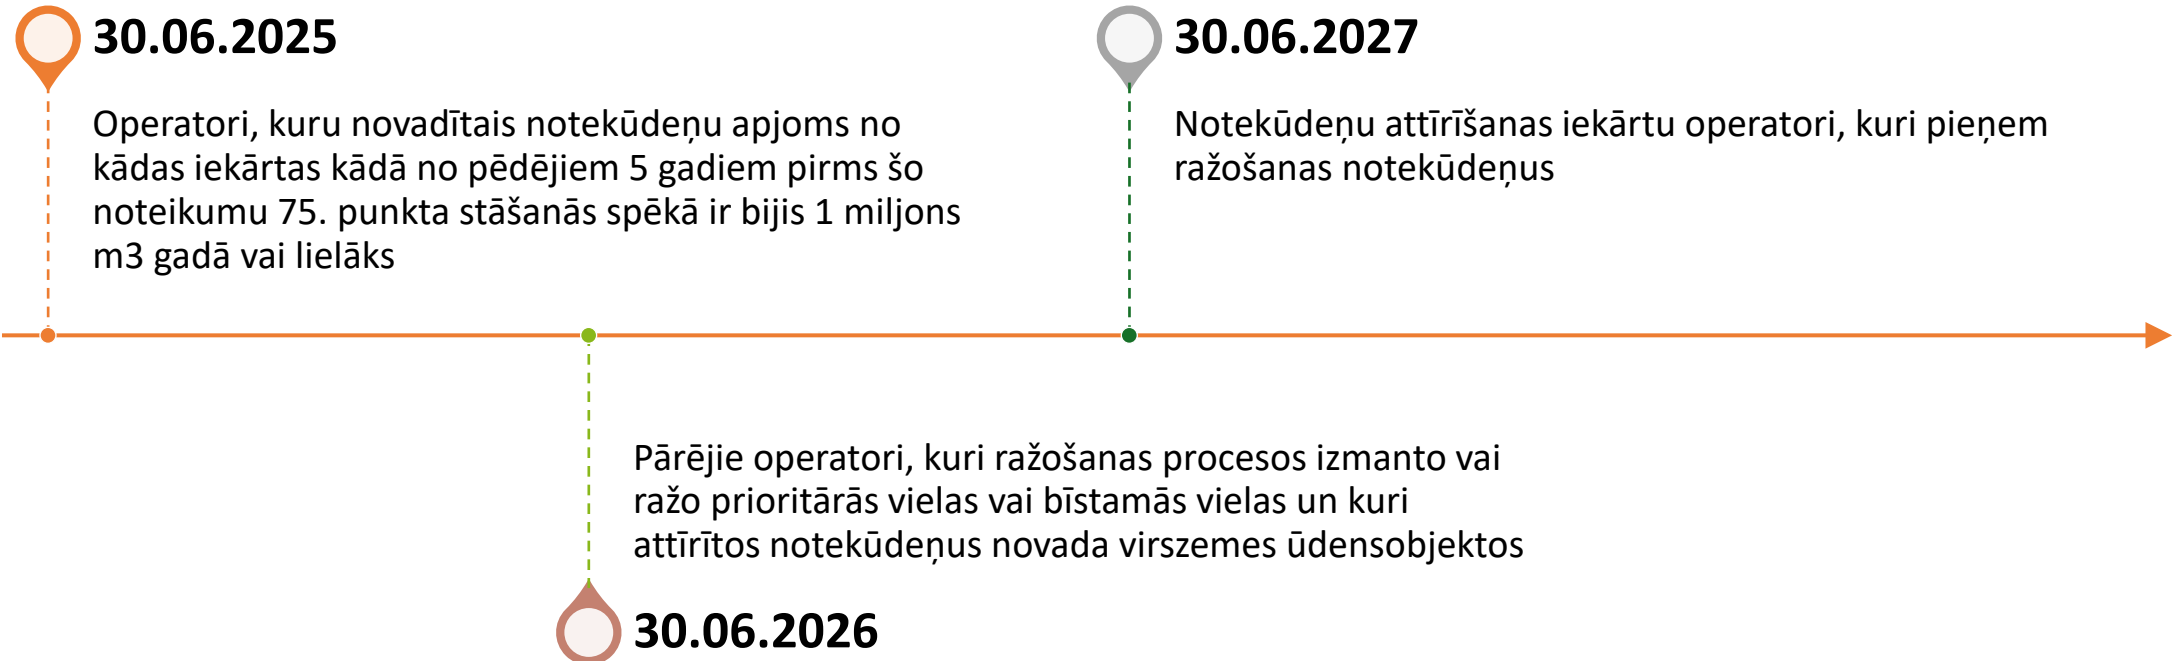 30.06.2025
Operatori, kuru novadītais notekūdeņu apjoms no
kādas iekārtas kādā no pēdējiem 5 gadiem pirms šo
noteikumu 75. punkta stāšanās spēkā ir bijis 1 miljons
m3 gadā vai lielāks
30.06.2027
Notekūdeņu attīrīšanas iekārtu operatori, kuri pieņem
ražošanas notekūdeņus
Pārējie operatori, kuri ražošanas procesos izmanto vai
ražo prioritārās vielas vai bīstamās vielas un kuri
attīrītos notekūdeņus novada virszemes ūdensobjektos
30.06.2026